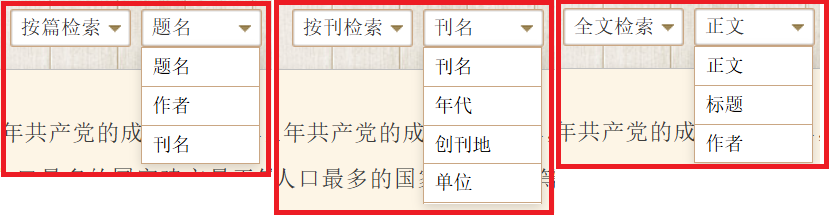 按篇检索 题名
题名
作者
刊名
年共产党的成
按刊检索 刊名
刊名
年代
创刊地
单位
年共产党的成
人口最多的国家 等
全文检索 正文
正文
标题
作者
年共产党的成